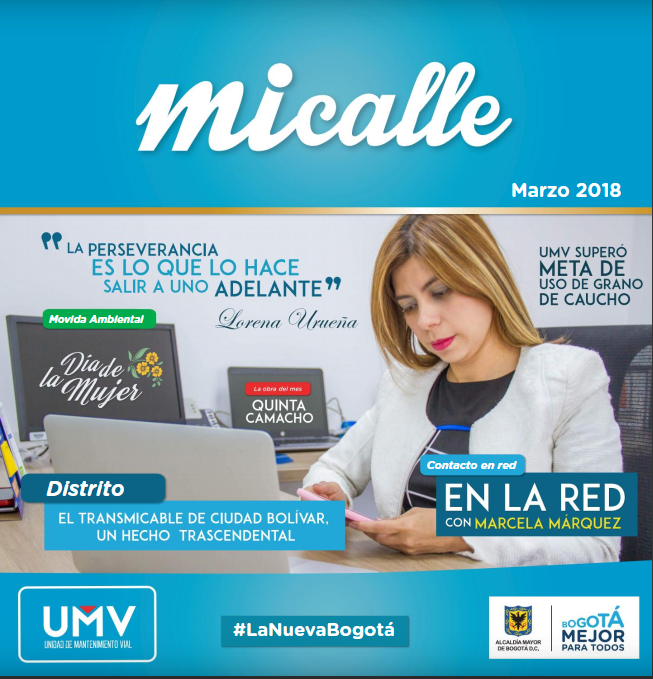 micalle
Marzo 2018
"LA PERSEVERANCIA
ES LO QUE LO HACE
SALIR A UNO ADELANTE"
Lorena Urueña
UMV SUPERÓ
META DE
USO DE GRANO
DE CAUCHO
Movida Ambiental
Día de
la Mujer
La obra del mes
QUINTA
CAMACHO
Contacto en red
EN LA RED
CON MARCELA MÁRQUEZ
Distrito
EL TRANSMICABLE DE CIUDAD BOLÍVAR,
UN HECHO TRASCENDENTAL
UMV
UNIDAD DE MANTENIMIENTO VIAL
#LaNuevaBogotá
ALCALDÍA MAYOR
DE BOGOTÁ D.C.
BOGOTÁ
MEJOR
PARA TODOS